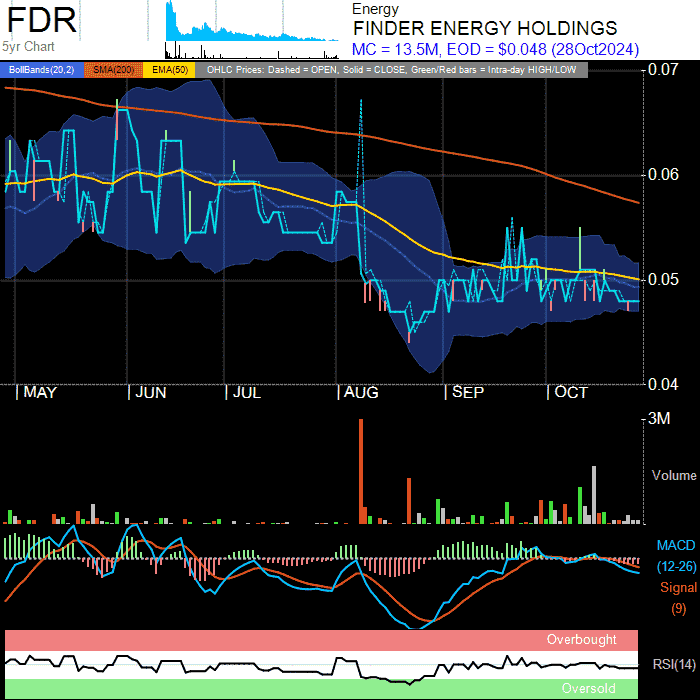 FDR
5yr Chart
Energy
FINDER ENERGY HOLDINGS
MC = 13.5M, EOD = $0.048 (28Oct2024)
BollBands(20,2) SMA(200) EMA(50) OHLC Prices: Dashed = OPEN, Solid = CLOSE, Green/Red bars = Intra-day HIGH/LOW
0.07
0.06
0.05
0.04
MAY JUN JUL AUG SEP OCT
3M
Volume
MACD
(12-26)
Signal
(9)
Overbought
RSI(14)
Oversold